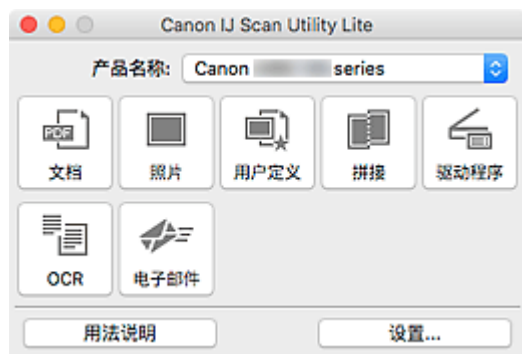 Canon IJ Scan Utility Lite
产品名称: Canon series
PDF
文档 照片 用户定义 拼接 驱动程序
OCR 电子邮件
用法说明 设置...